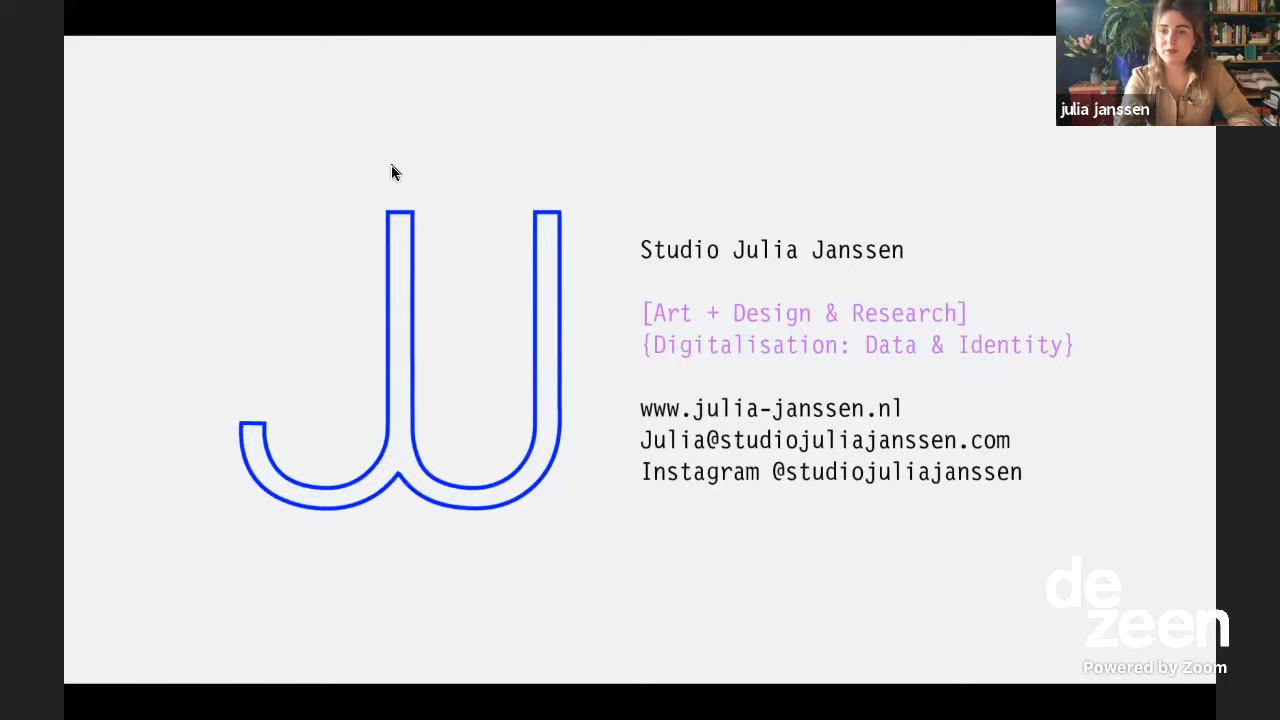 julia janssen
Studio Julia Janssen
[Art + Design & Research]
{Digitalisation: Data & Identity}
www.julia-janssen.nl
Julia@studiojuliajanssen.com
Instagram @studiojuliajanssen
de
zeen
Powered by Zoom